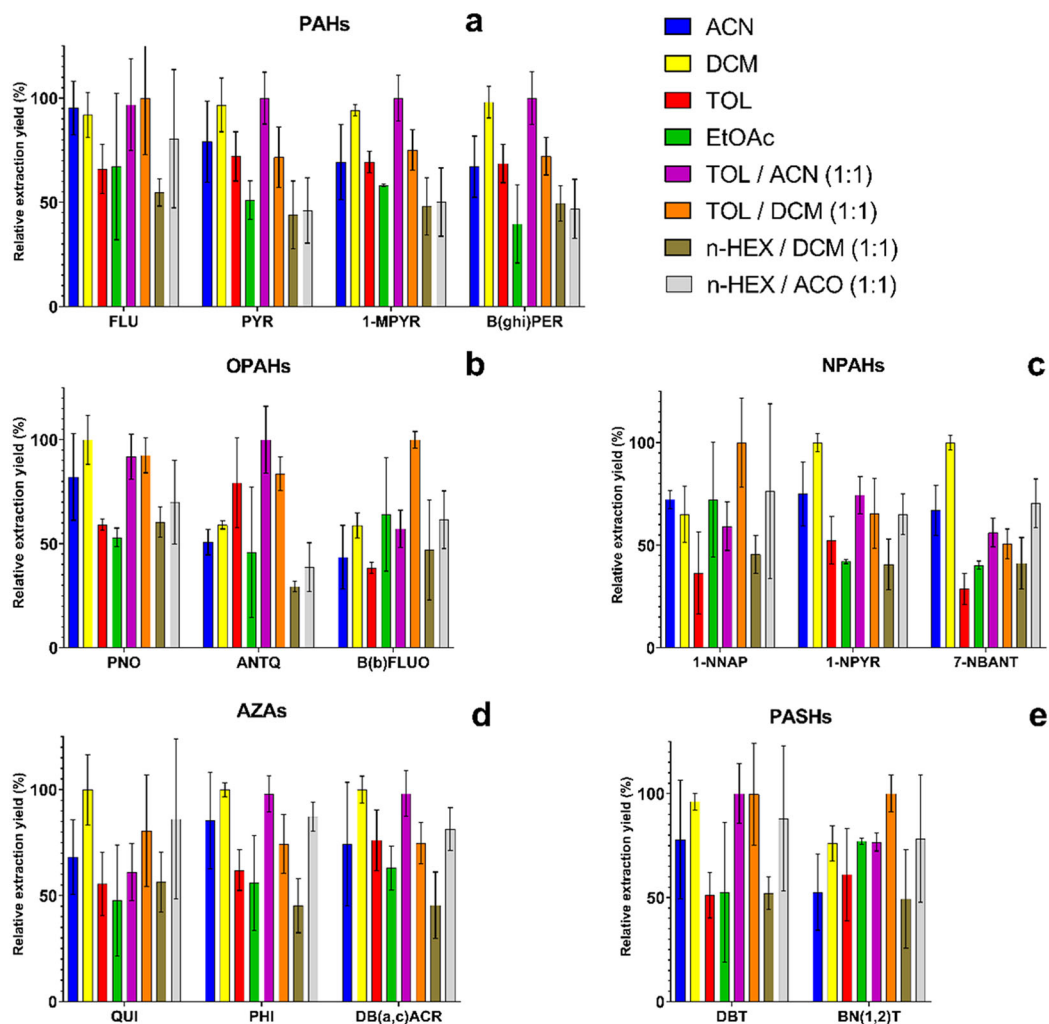 PAHs
a
Relative extraction yield (%)
100
50
0
FLU
PYR
1-MPYR
B(ghi)PER
ACN
DCM
TOL
EtOAc
TOL / ACN (1:1)
TOL / DCM (1:1)
n-HEX / DCM (1:1)
n-HEX / ACO (1:1)
OPAHs
b
Relative extraction yield (%)
100
50
0
PNO
ANTQ
B(b)FLUO
NPAHs
c
Relative extraction yield (%)
100
50
0
1-NNAP
1-NPYR
7-NBANT
AZAs
d
Relative extraction yield (%)
100
50
0
QUI
PHI
DB(a,c)ACR
PASHs
e
Relative extraction yield (%)
100
50
0
DBT
BN(1,2)T